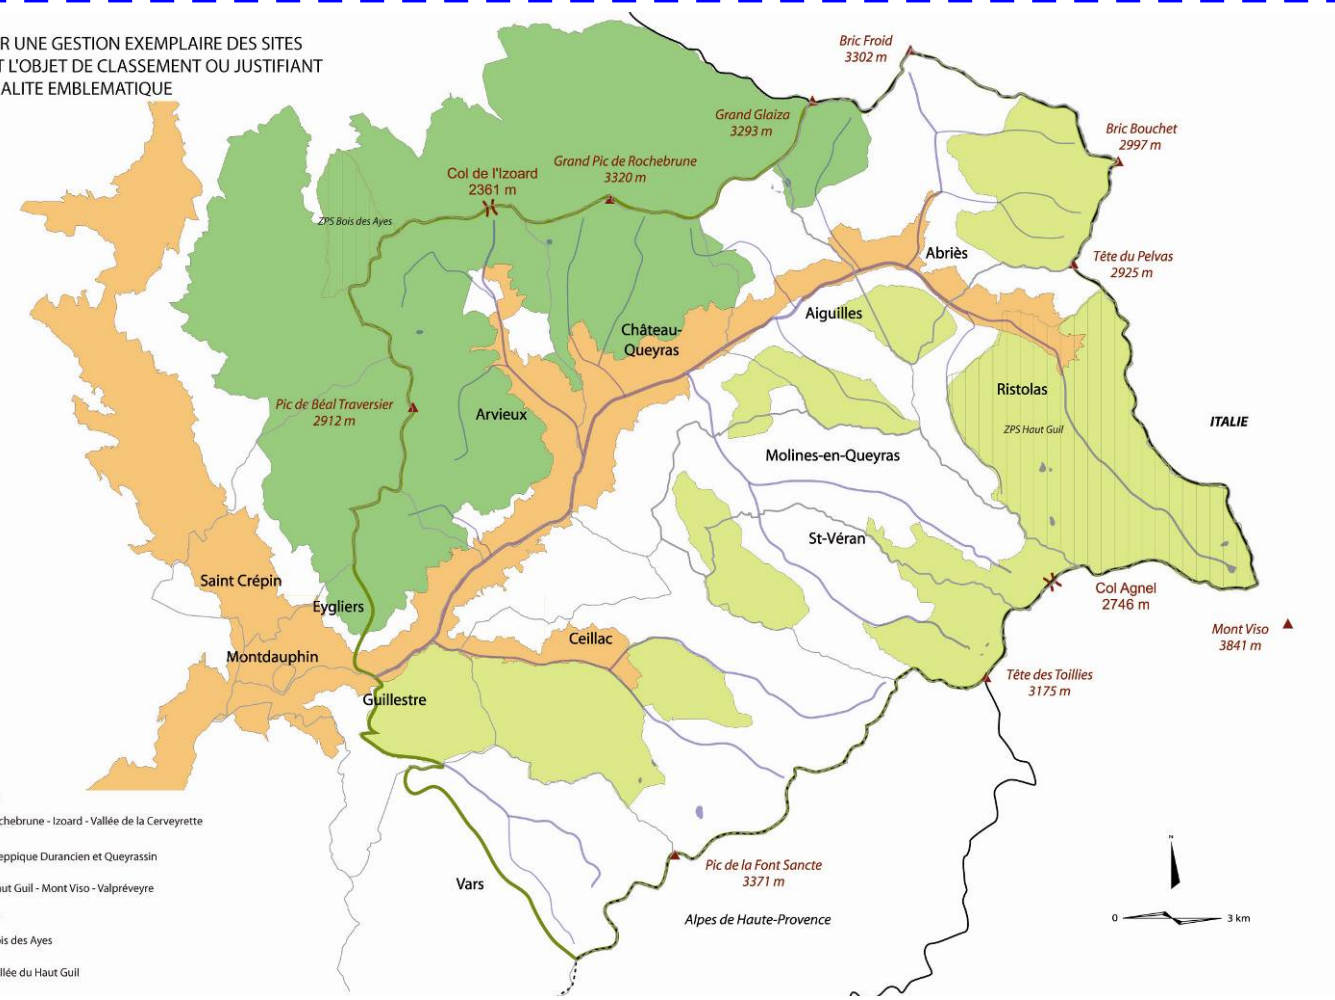 R UNE GESTION EXEMPLAIRE DES SITES
T L'OBJET DE CLASSEMENT OU JUSTIFIANT
ALITE EMBLEMATIQUE
Bric Froid
3302 m
Grand Glaiza
3293 m
Bric Bouchet
2997 m
Grand Pic de Rochebrune
3320 m
Col de l'Izoard
2361 m
ZPS Bois des Ayes
Abriès
Tête du Pelvas
2925 m
Aiguilles
Château-
Queyras
Ristolas
Pic de Béal Traversier
2912 m
Arvieux
ITALIE
ZPS Haut Guil
Molines-en-Queyras
St-Véran
Saint Crépin
Col Agnel
2746 m
Eygliers
Mont Viso
3841 m
Ceillac
Montdauphin
Tête des Toillies
3175 m
Guillestre
chebrune - Izoard - Vallée de la Cerveyrette
eppique Durancien et Queyrassin
aut Guil - Mont Viso - Valpréveyre
Pic de la Font Sancte
3371 m
Vars
Alpes de Haute-Provence
N
0 3 km
is des Ayes
llée du Haut Guil